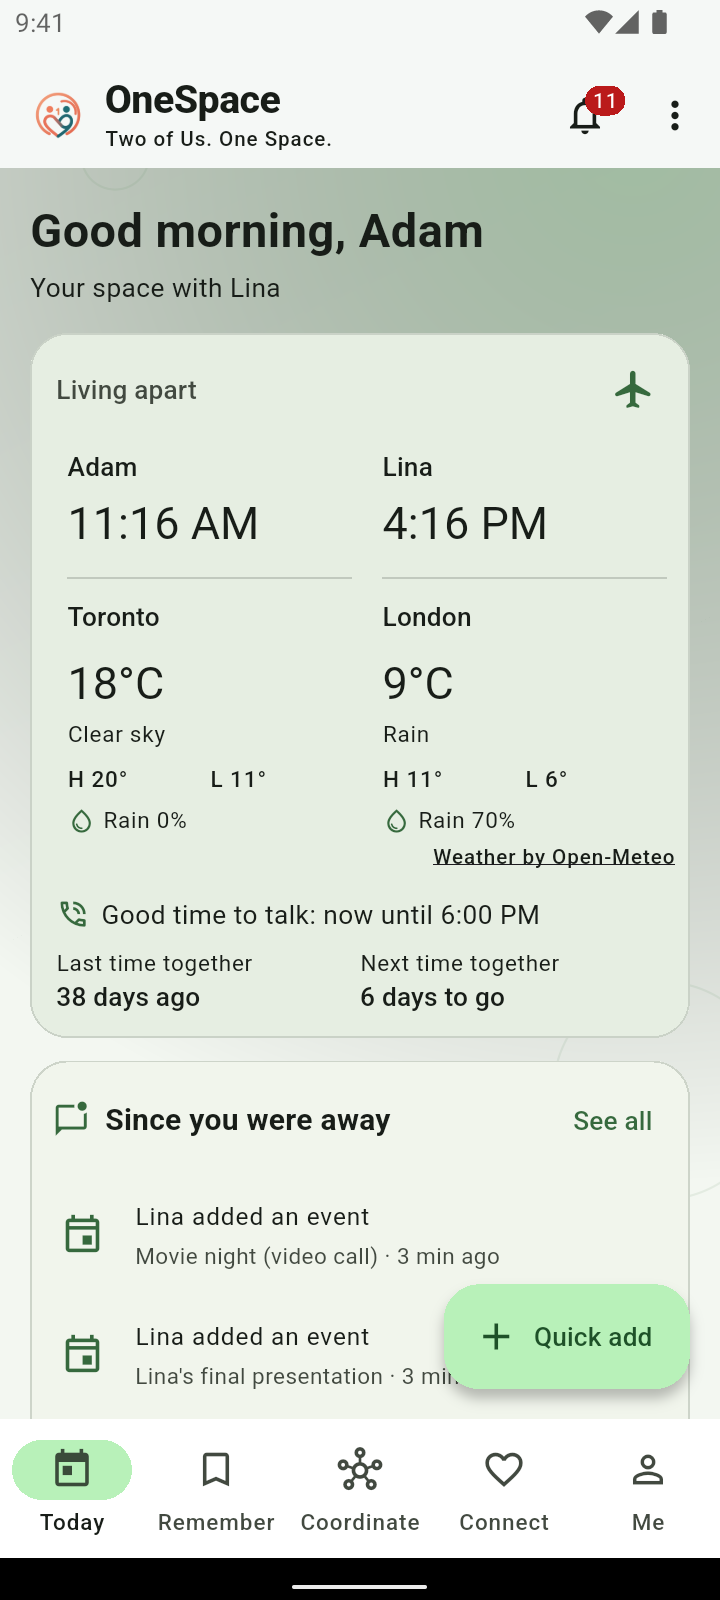 9:41
OneSpace
11
Two of Us. One Space.
Good morning, Adam
Your space with Lina
Living apart
Adam
11:16 AM
Toronto
18°C
Clear sky
H 20° L 11°
Rain 0%
Lina
4:16 PM
London
9°C
Rain
H 11° L 6°
Rain 70%
Weather by Open-Meteo
Good time to talk: now until 6:00 PM
Last time together
38 days ago
Next time together
6 days to go
Since you were away
See all
Lina added an event
Movie night (video call) · 3 min ago
Lina added an event
Lina's final presentation · 3 min
Quick add
Today
Remember
Coordinate
Connect
Me